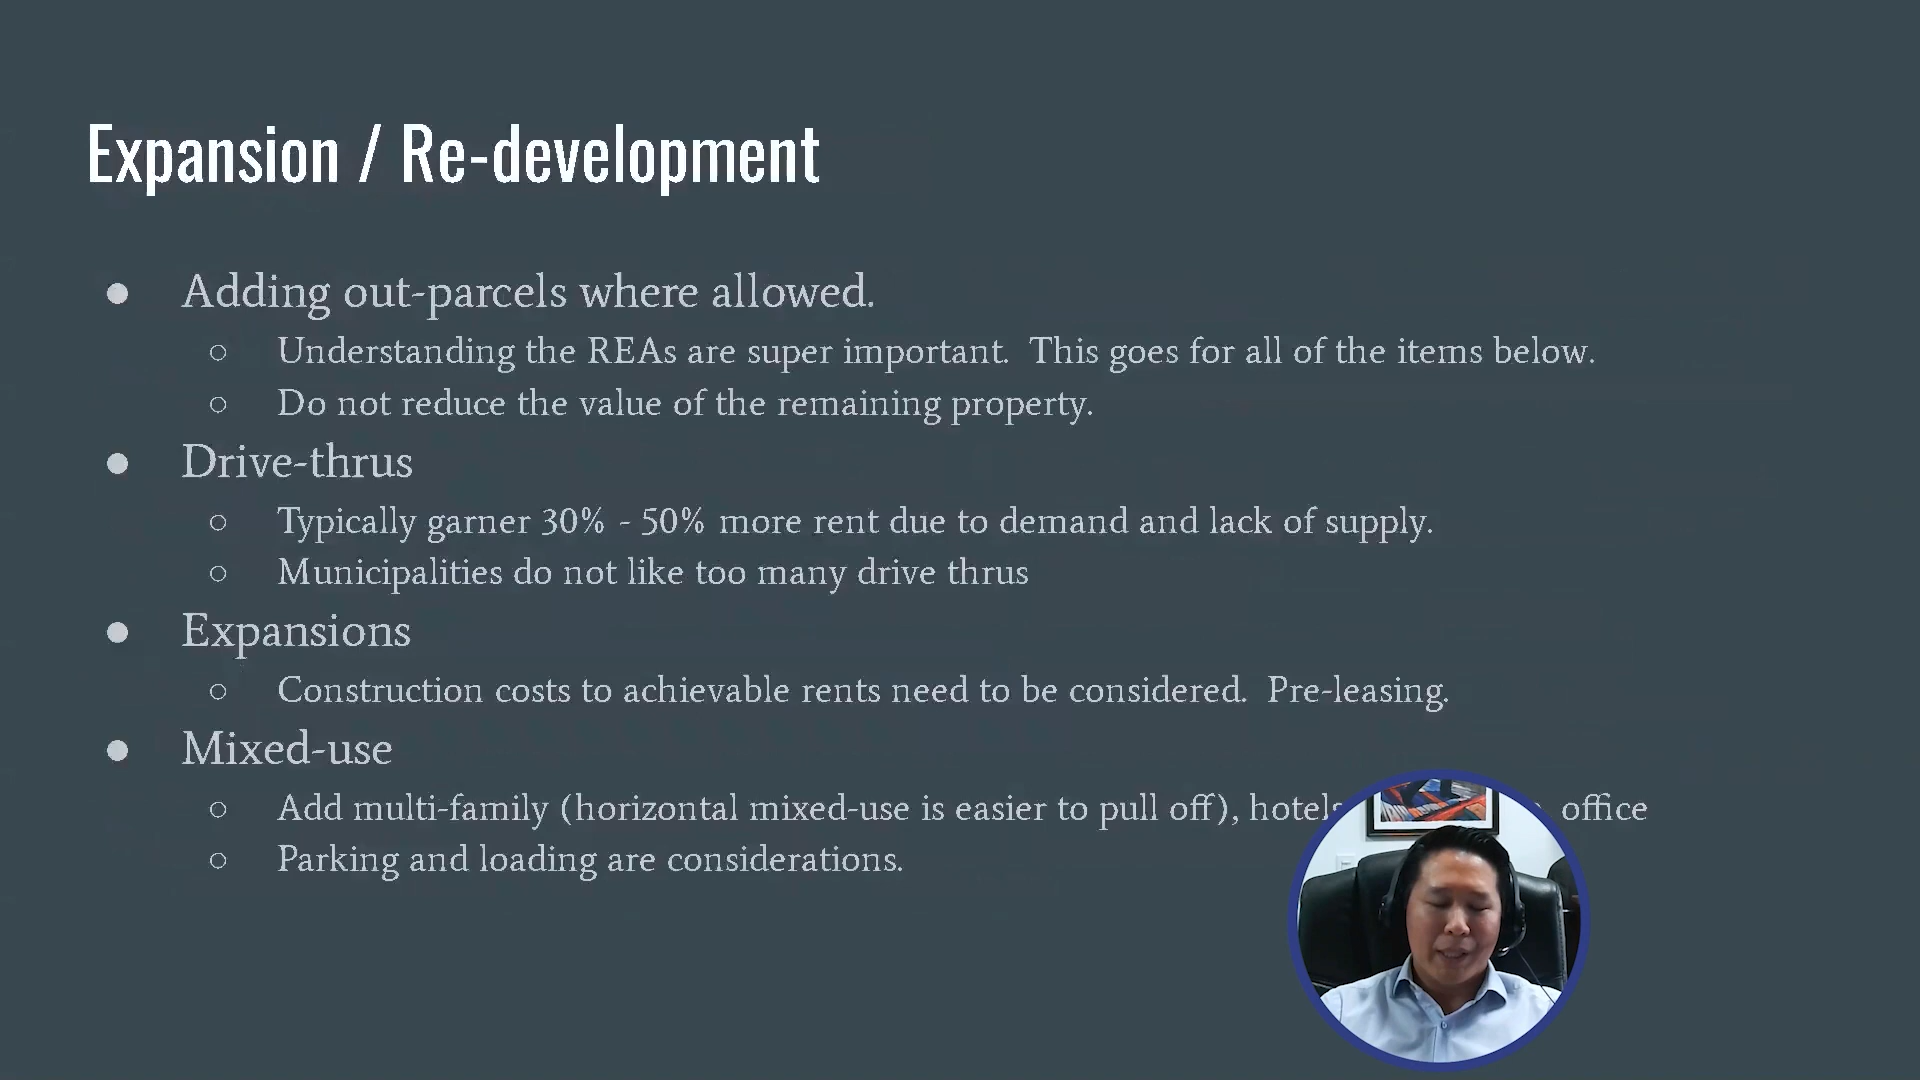 Expansion / Re-development
● Adding out-parcels where allowed.
○ Understanding the REAs are super important.  This goes for all of the items below.
○ Do not reduce the value of the remaining property.
● Drive-thrus
○ Typically garner 30% - 50% more rent due to demand and lack of supply.
○ Municipalities do not like too many drive thrus
● Expansions
○ Construction costs to achievable rents need to be considered.  Pre-leasing.
● Mixed-use
○ Add multi-family (horizontal mixed-use is easier to pull off), office
○ Parking and loading are considerations.